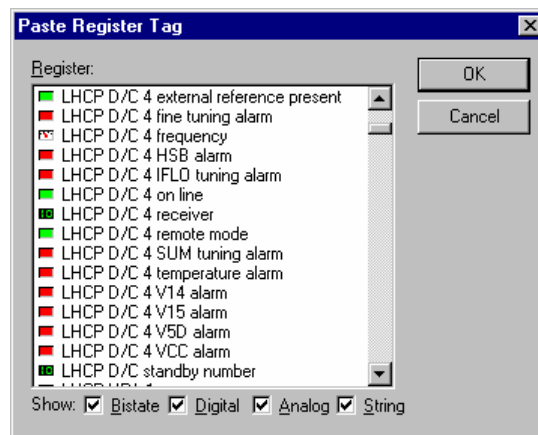 Paste Register Tag
Register:
OK
Cancel
LHCP D/C 4 external reference present
LHCP D/C 4 fine tuning alarm
LHCP D/C 4 frequency
LHCP D/C 4 HSB alarm
LHCP D/C 4 IFLO tuning alarm
LHCP D/C 4 on line
LHCP D/C 4 receiver
LHCP D/C 4 remote mode
LHCP D/C 4 SUM tuning alarm
LHCP D/C 4 temperature alarm
LHCP D/C 4 V14 alarm
LHCP D/C 4 V15 alarm
LHCP D/C 4 V5D alarm
LHCP D/C 4 VCC alarm
LHCP D/C standby number
Show: Bistate Digital Analog String